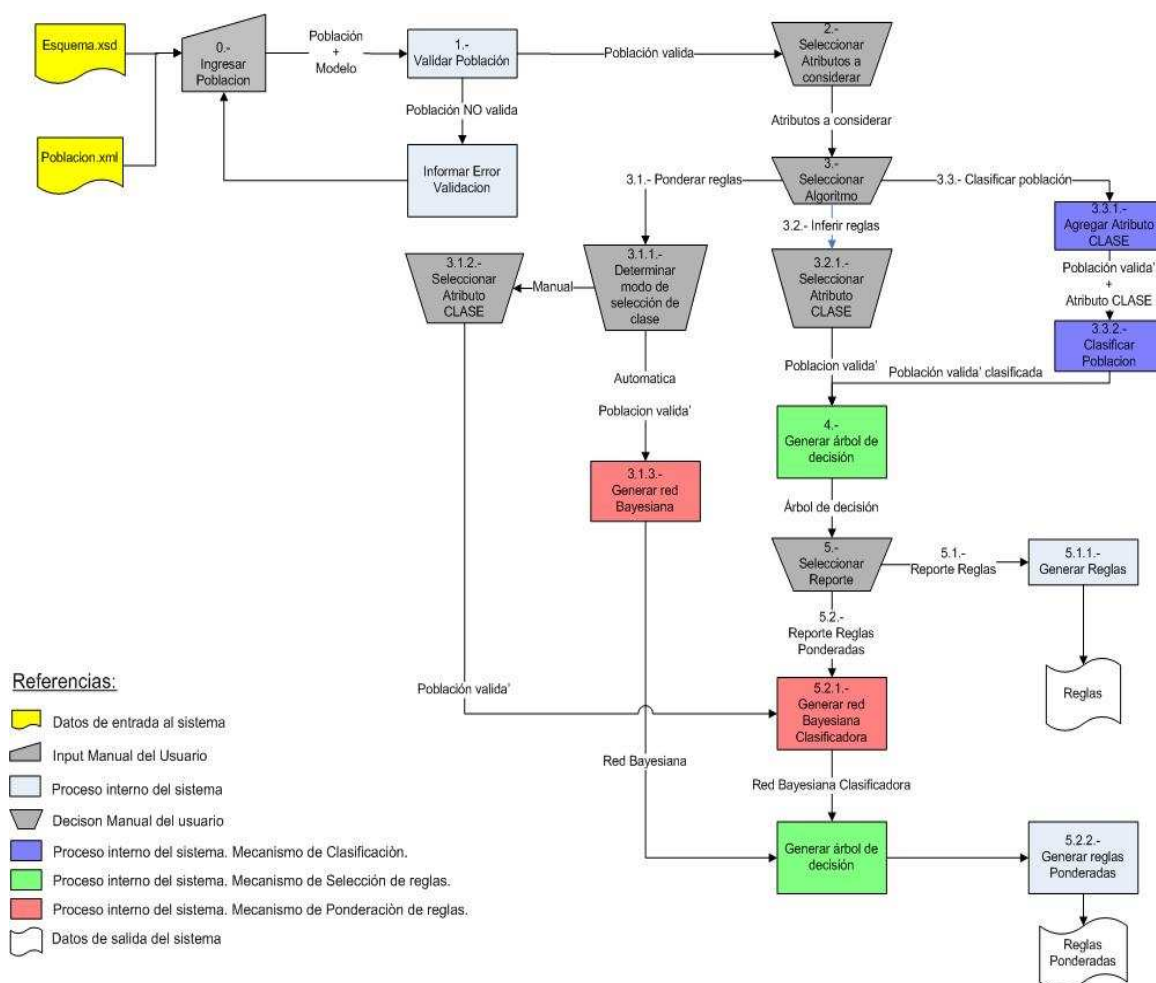 Esquema.xsd
0.-
Ingresar
Poblacion
Población
+
Modelo
1.-
Validar Población
Población valida
2.-
Seleccionar
Atributos a
considerar
Población NO valida
Poblacion.xml
Informar Error
Validacion
Atributos a considerar
3.-
Seleccionar
Algoritmo
3.1.- Ponderar reglas
3.3.- Clasificar población
3.2.- Inferir reglas
3.3.1.-
Agregar Atributo
CLASE
Población valida'
+
Atributo CLASE
3.3.2.-
Clasificar
Poblacion
3.1.2.-
Seleccionar
Atributo
CLASE
Manual
3.1.1.-
Determinar
modo de
selección de
clase
3.2.1.-
Seleccionar
Atributo
CLASE
Automatica
Poblacion valida'
Población valida' clasificada
Poblacion valida'
4.-
Generar árbol de
decisión
3.1.3.-
Generar red
Bayesiana
Árbol de decisión
5.-
Seleccionar
Reporte
5.1.-
Reporte Reglas
5.1.1.-
Generar Reglas
5.2.-
Reporte Reglas
Ponderadas
Reglas
Población valida'
5.2.1.-
Generar red
Bayesiana
Clasificadora
Red Bayesiana
Red Bayesiana Clasificadora
Generar árbol de
decisión
5.2.2.-
Generar reglas
Ponderadas
Reglas
Ponderadas
Referencias:
Datos de entrada al sistema
Input Manual del Usuario
Proceso interno del sistema
Decison Manual del usuario
Proceso interno del sistema. Mecanismo de Clasificaciòn.
Proceso interno del sistema. Mecanismo de Selección de reglas.
Proceso interno del sistema. Mecanismo de Ponderaciòn de reglas.
Datos de salida del sistema